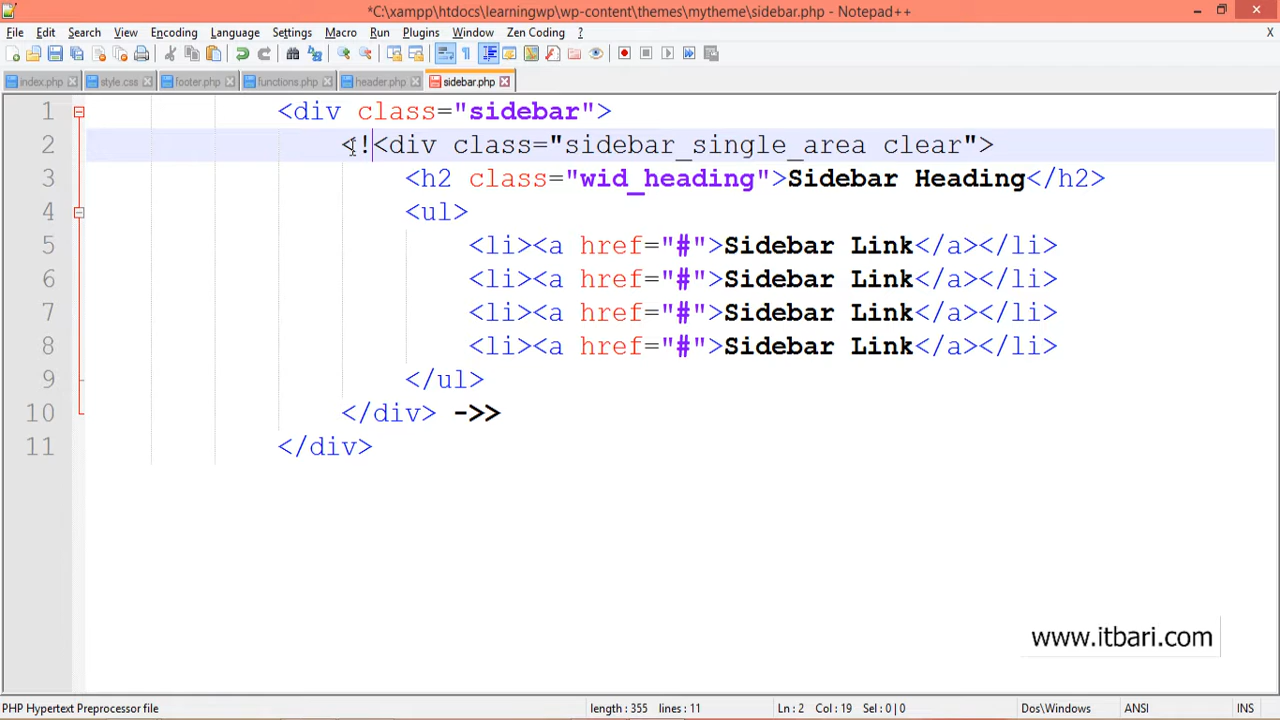 *C:\xampp\htdocs\learningwp\wp-content\themes\mytheme\sidebar.php - Notepad++
File Edit Search View Encoding Language Settings Macro Run Plugins Window Zen Coding ? X
index.php style.css footer.php functions.php header.php sidebar.php
1 <div class="sidebar">
2 <!<div class="sidebar_single_area clear">
3 <h2 class="wid_heading">Sidebar Heading</h2>
4 <ul>
5 <li><a href="#">Sidebar Link</a></li>
6 <li><a href="#">Sidebar Link</a></li>
7 <li><a href="#">Sidebar Link</a></li>
8 <li><a href="#">Sidebar Link</a></li>
9 </ul>
10 </div> ->>
11 </div>
www.itbari.com
PHP Hypertext Preprocessor file length : 355 lines : 11 Ln : 2 Col : 19 Sel : 0 | 0 Dos\Windows ANSI INS